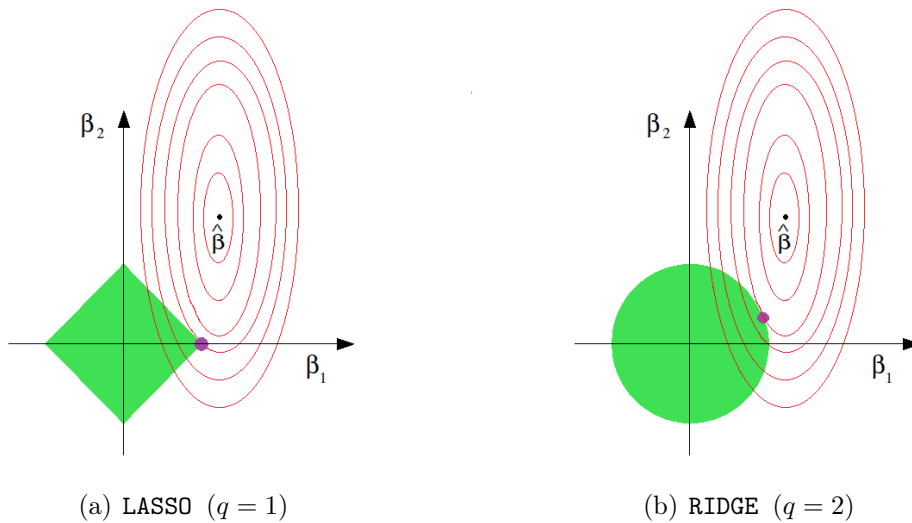 β₂
β̂
β₁
(a) LASSO (q = 1)
β₂
β̂
β₁
(b) RIDGE (q = 2)